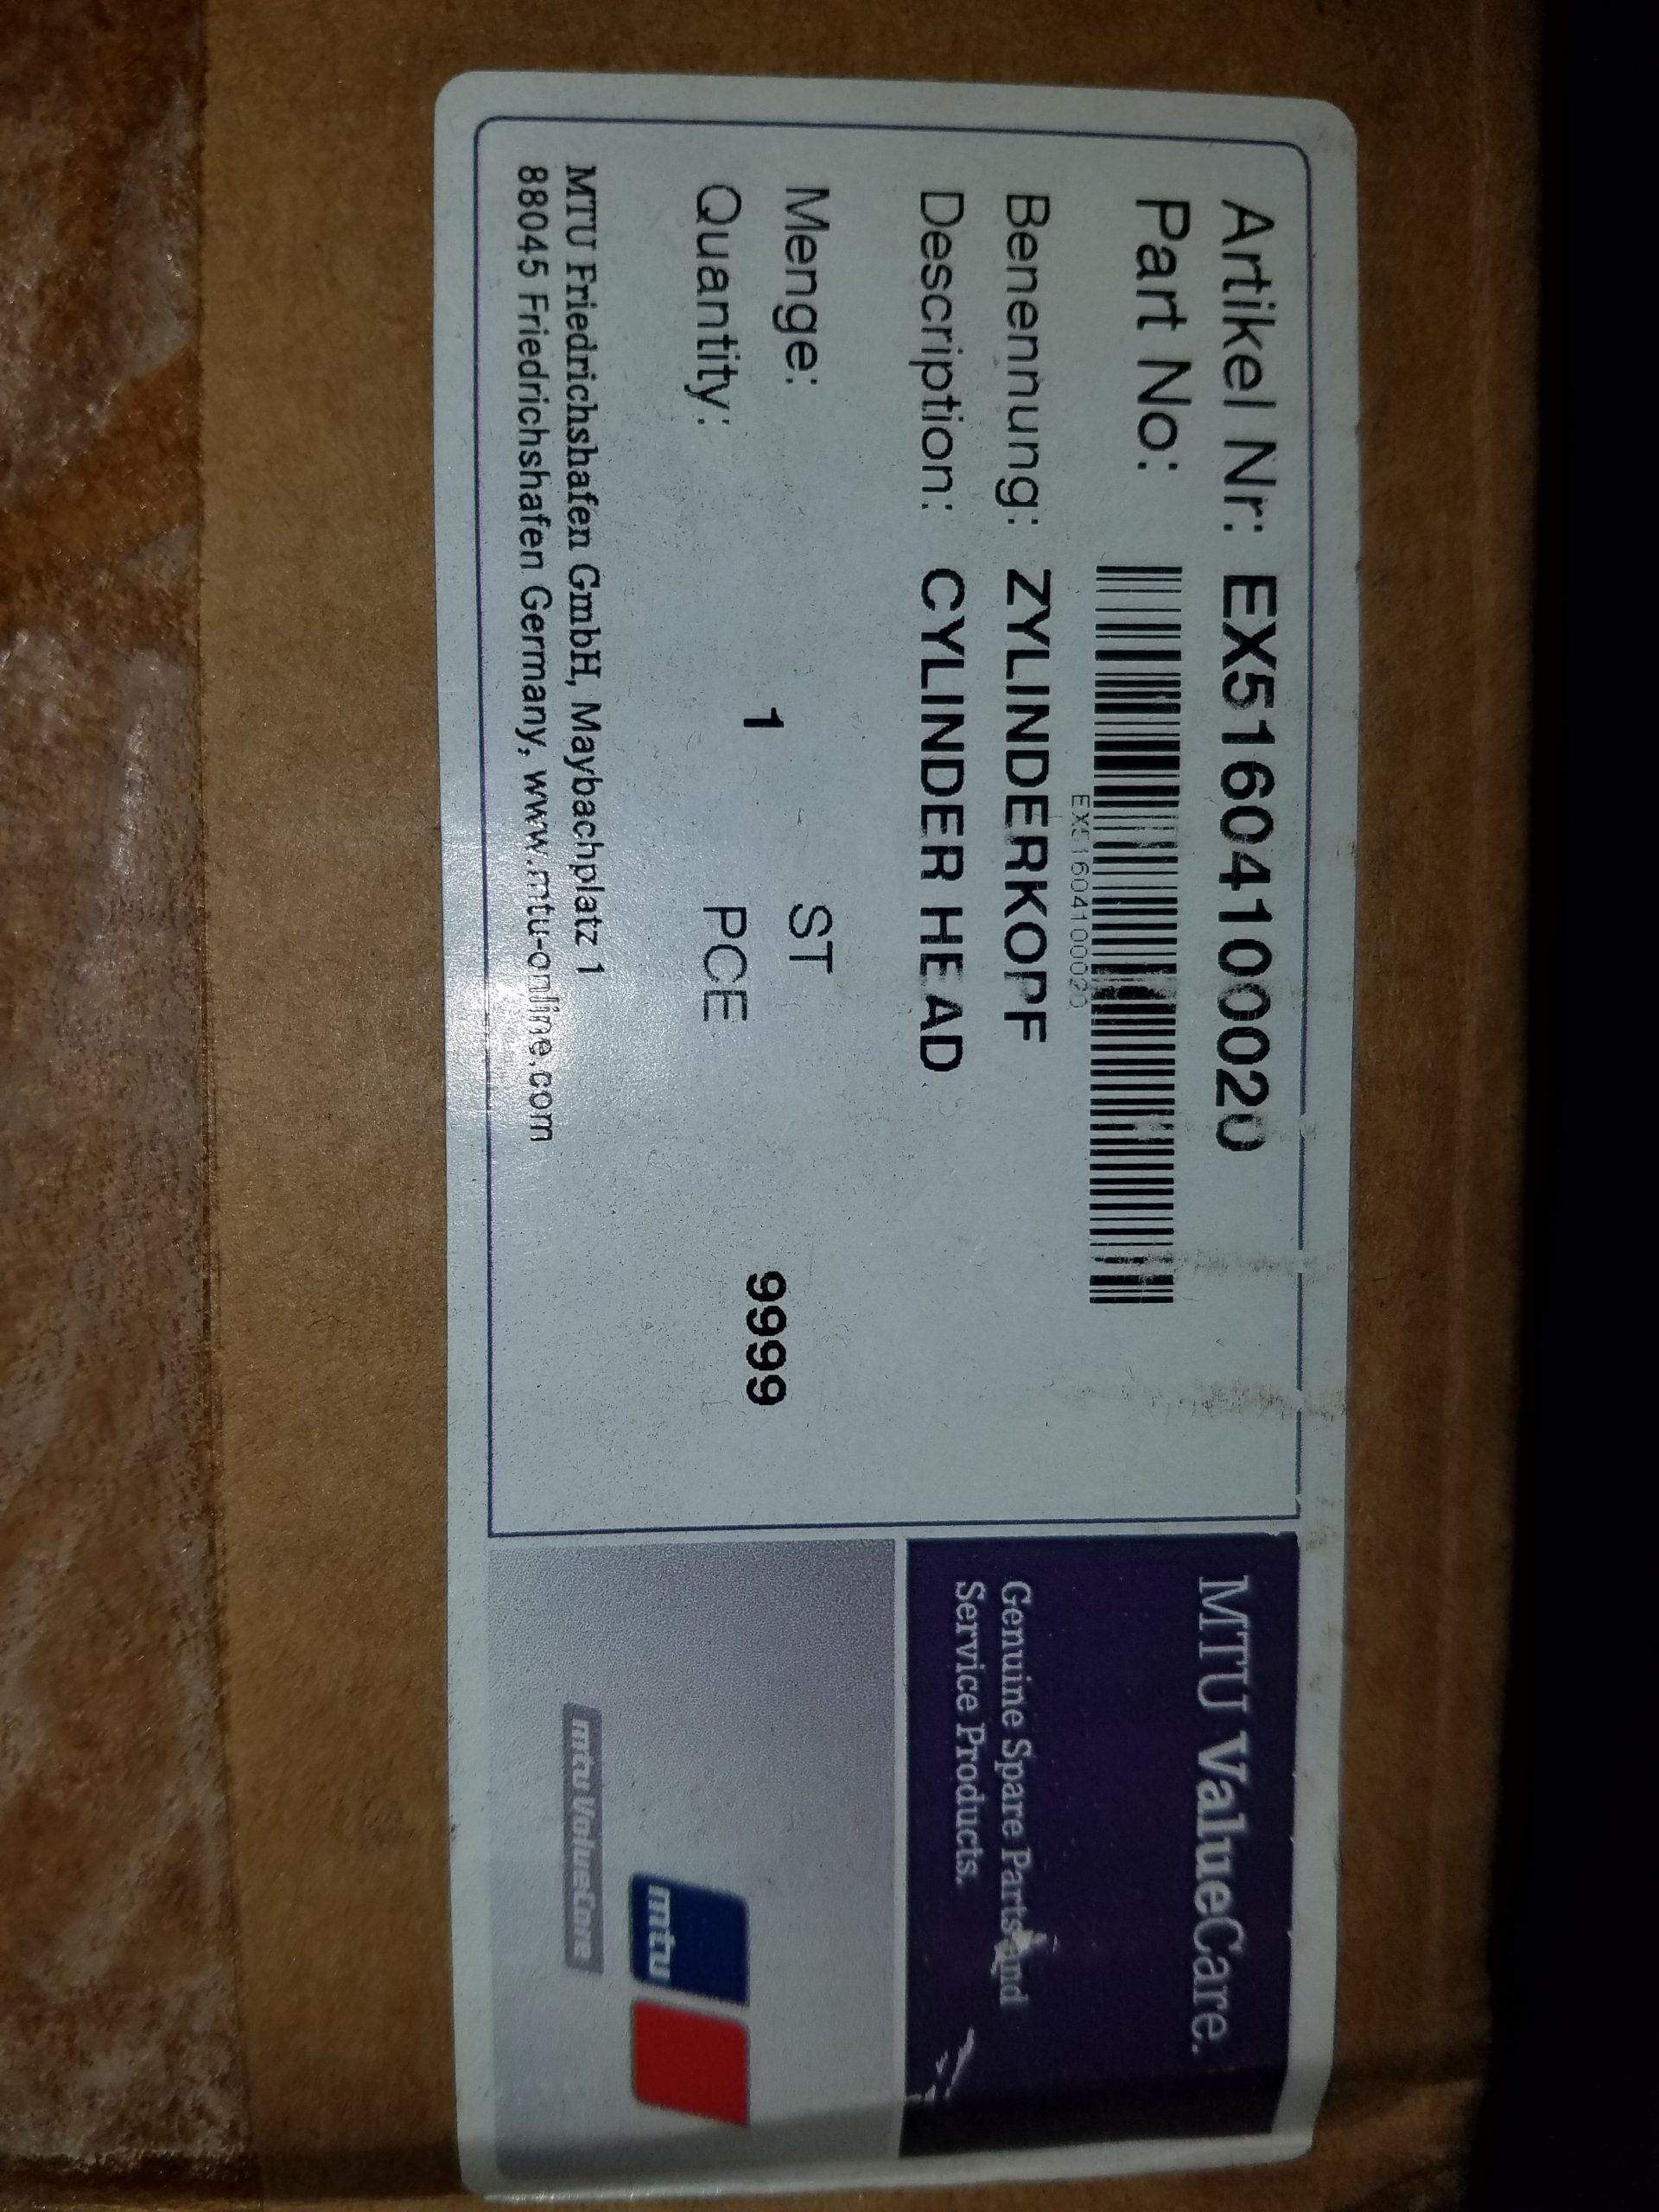 Artikel Nr: EX5160410020
Part No:
EX5160410020
Benennung: ZYLINDERKOPF
Description: CYLINDER HEAD
Menge: ST
1 9999
Quantity: PCE
MTU Friedrichshafen GmbH, Maybachplatz 1
88045 Friedrichshafen Germany, www.mtu-online.com
MTU ValueCare.
Genuine Spare Parts and
Service Products.
mtu
mtu ValueCare